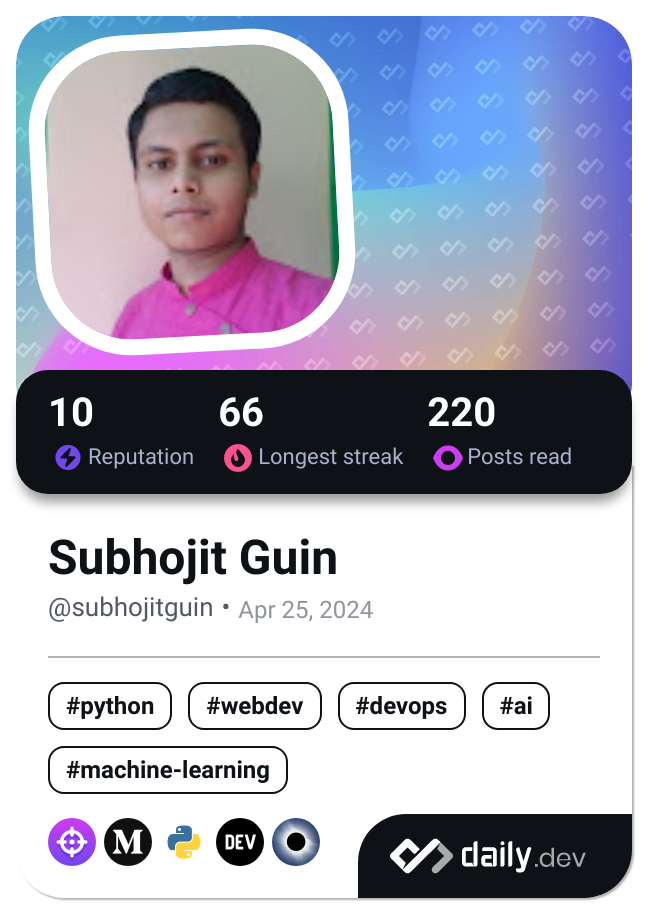 10 66 220
Reputation Longest streak Posts read
Subhojit Guin
@subhojitguin • Apr 25, 2024
#python #webdev #devops #ai
#machine-learning
M DEV
daily.dev